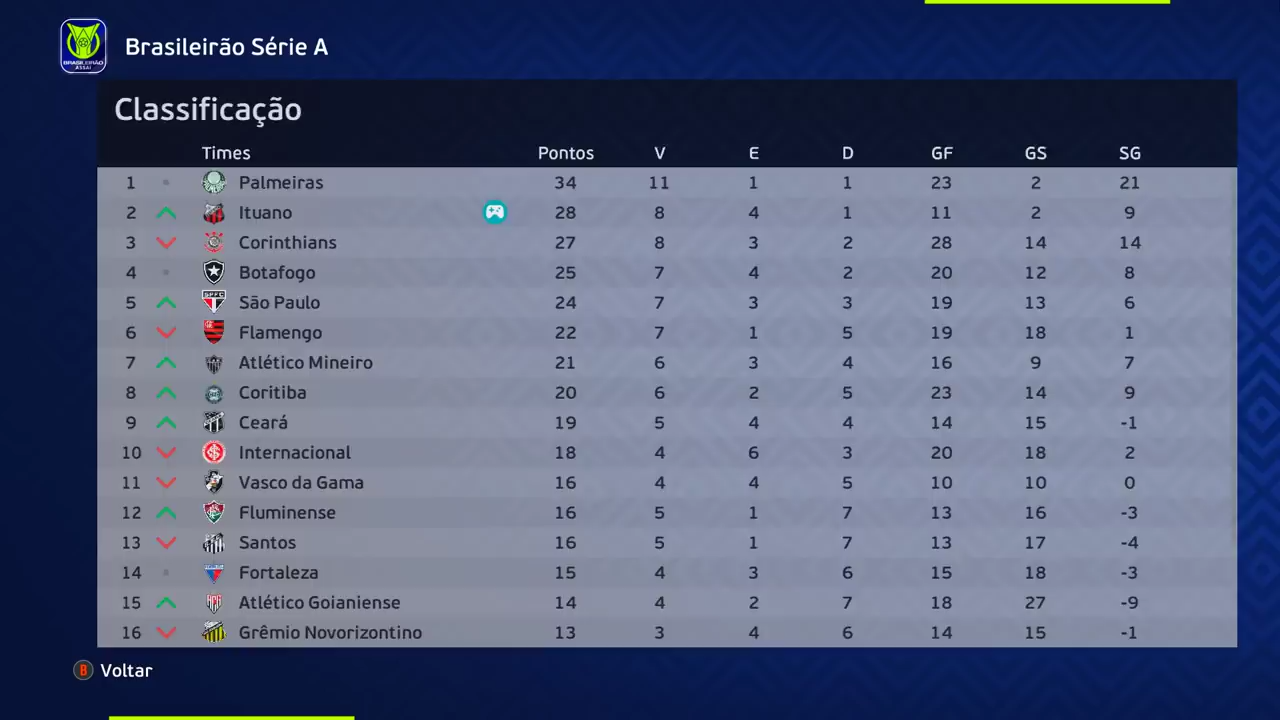 BRASILEIRÃO
ASSAÍ
Brasileirão Série A
Classificação
Times Pontos V E D GF GS SG
1 Palmeiras 34 11 1 1 23 2 21
2 Ituano 28 8 4 1 11 2 9
3 Corinthians 27 8 3 2 28 14 14
4 Botafogo 25 7 4 2 20 12 8
5 São Paulo 24 7 3 3 19 13 6
6 Flamengo 22 7 1 5 19 18 1
7 Atlético Mineiro 21 6 3 4 16 9 7
8 Coritiba 20 6 2 5 23 14 9
9 Ceará 19 5 4 4 14 15 -1
10 Internacional 18 4 6 3 20 18 2
11 Vasco da Gama 16 4 4 5 10 10 0
12 Fluminense 16 5 1 7 13 16 -3
13 Santos 16 5 1 7 13 17 -4
14 Fortaleza 15 4 3 6 15 18 -3
15 Atlético Goianiense 14 4 2 7 18 27 -9
16 Grêmio Novorizontino 13 3 4 6 14 15 -1
B Voltar